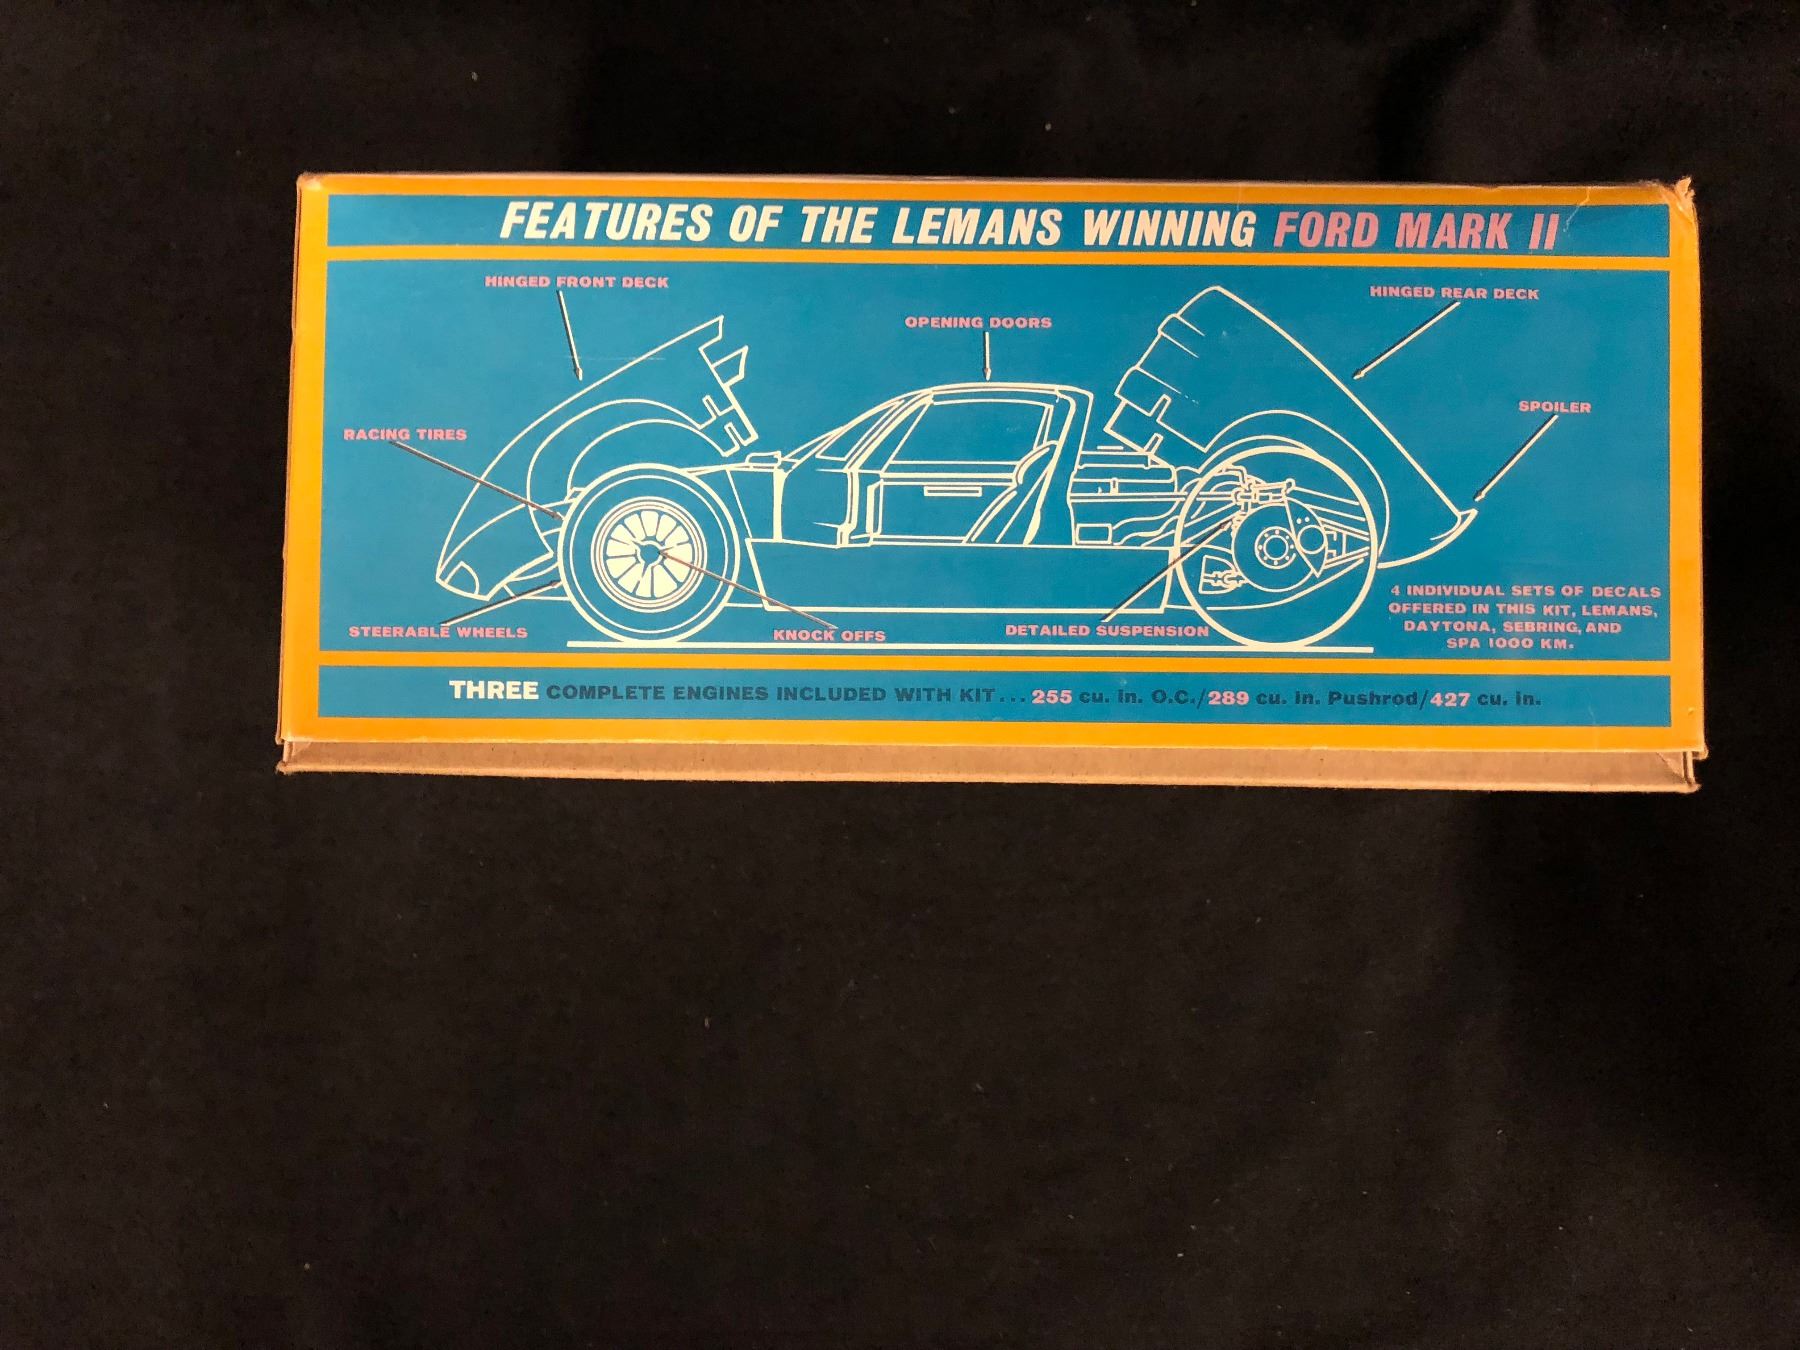 FEATURES OF THE LEMANS WINNING FORD MARK II
HINGED FRONT DECK
HINGED REAR DECK
OPENING DOORS
SPOILER
RACING TIRES
4 INDIVIDUAL SETS OF DECALS
OFFERED IN THIS KIT, LEMANS,
DAYTONA, SEBRING, AND
SPA 1000 KM.
STEERABLE WHEELS
KNOCK OFFS
DETAILED SUSPENSION
THREE COMPLETE ENGINES INCLUDED WITH KIT... 255 cu. in. O.C./289 cu. in. Pushrod/427 cu. in.